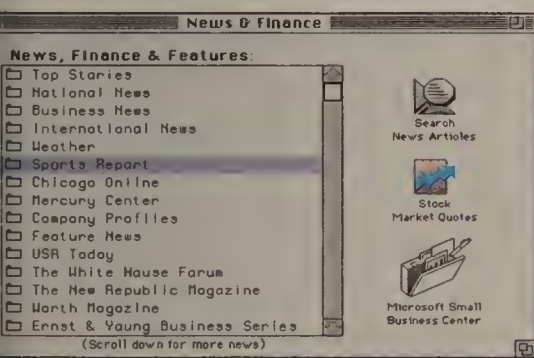 News & Finance
News, Finance & Features:
Top Stories
National News
Business News
International News
Weather
Sports Report
Chicago Online
Mercury Center
Company Profiles
Feature News
USA Today
The White House Forum
The New Republic Magazine
Worth Magazine
Ernst & Young Business Series
(Scroll down for more news)
Search
News Articles
Stock
Market Quotes
Microsoft Small
Business Center